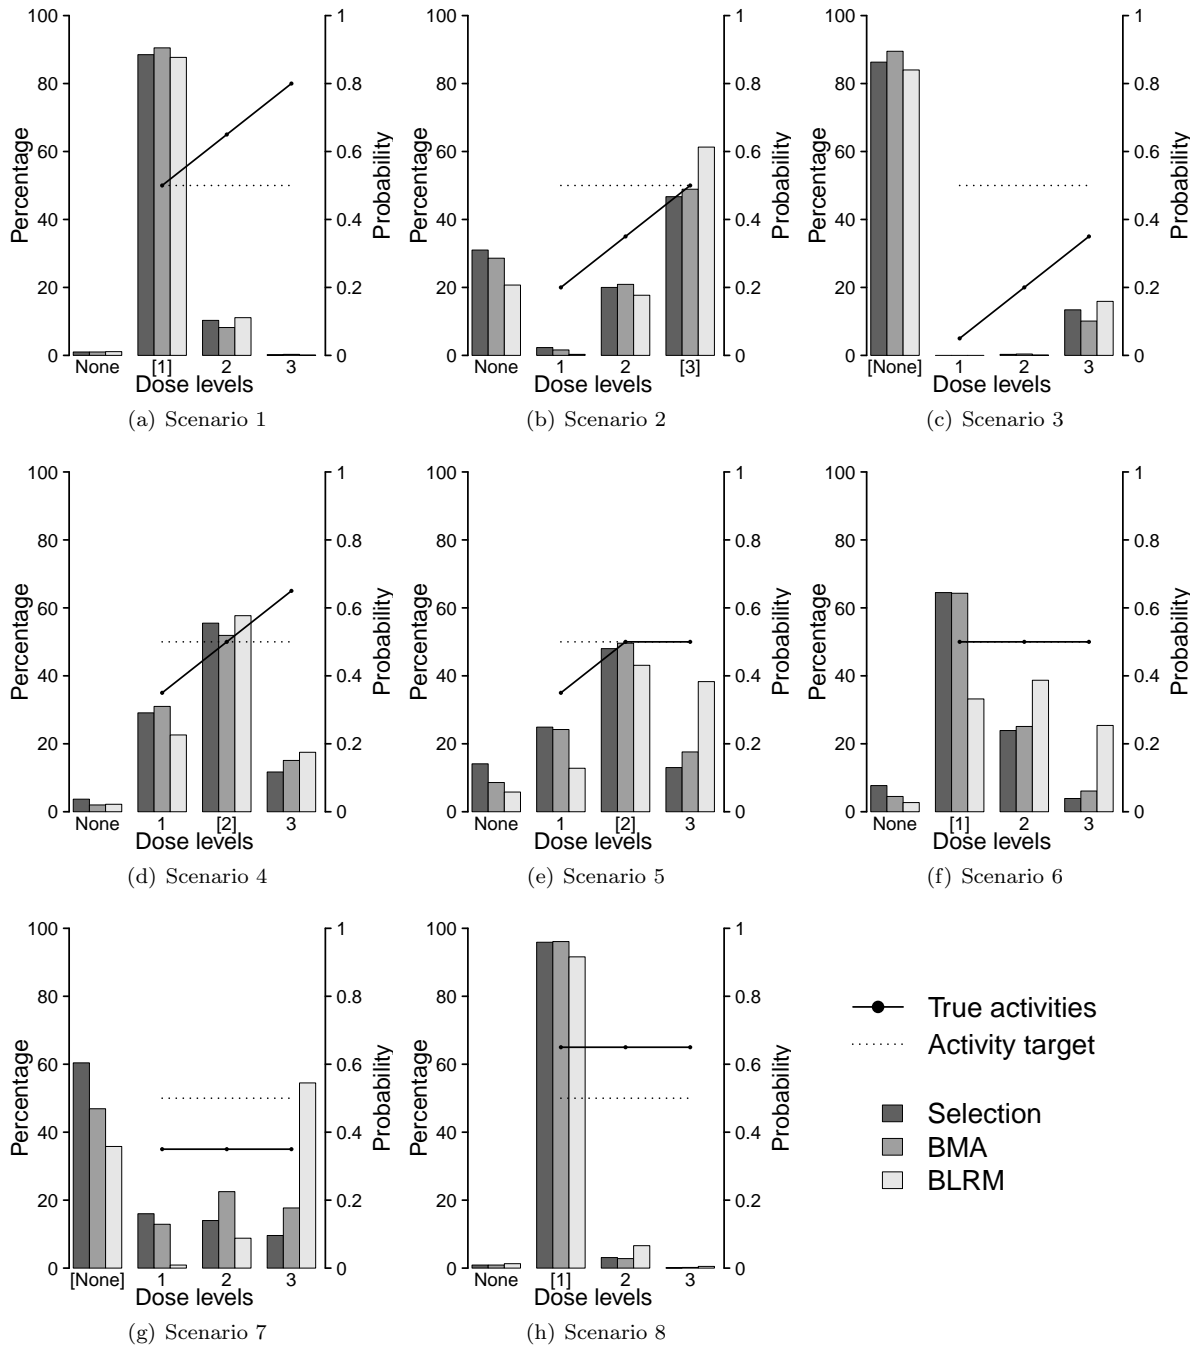 100
80
60
40
20
0
Percentage
None [1] 2 3
Dose levels
1
0.8
0.6
0.4
0.2
0
Probability
(a) Scenario 1
100
80
60
40
20
0
Percentage
None 1 2 [3]
Dose levels
1
0.8
0.6
0.4
0.2
0
Probability
(b) Scenario 2
100
80
60
40
20
0
Percentage
[None] 1 2 3
Dose levels
1
0.8
0.6
0.4
0.2
0
Probability
(c) Scenario 3
100
80
60
40
20
0
Percentage
None 1 [2] 3
Dose levels
1
0.8
0.6
0.4
0.2
0
Probability
(d) Scenario 4
100
80
60
40
20
0
Percentage
None 1 [2] 3
Dose levels
1
0.8
0.6
0.4
0.2
0
Probability
(e) Scenario 5
100
80
60
40
20
0
Percentage
None [1] 2 3
Dose levels
1
0.8
0.6
0.4
0.2
0
Probability
(f) Scenario 6
100
80
60
40
20
0
Percentage
[None] 1 2 3
Dose levels
1
0.8
0.6
0.4
0.2
0
Probability
(g) Scenario 7
100
80
60
40
20
0
Percentage
None [1] 2 3
Dose levels
1
0.8
0.6
0.4
0.2
0
Probability
(h) Scenario 8
True activities
Activity target
Selection
BMA
BLRM